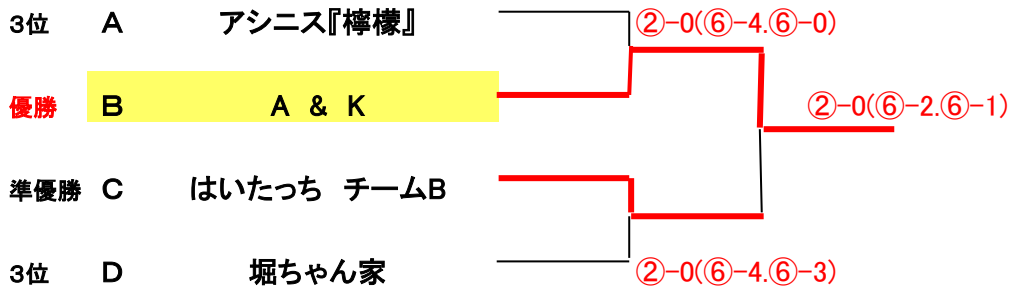 3位 A アシニス『檸檬』 ②-0(⑥-4.⑥-0)
優勝 B A & K ②-0(⑥-2.⑥-1)
準優勝 C はいたっち チームB
3位 D 堀ちゃん家 ②-0(⑥-4.⑥-3)